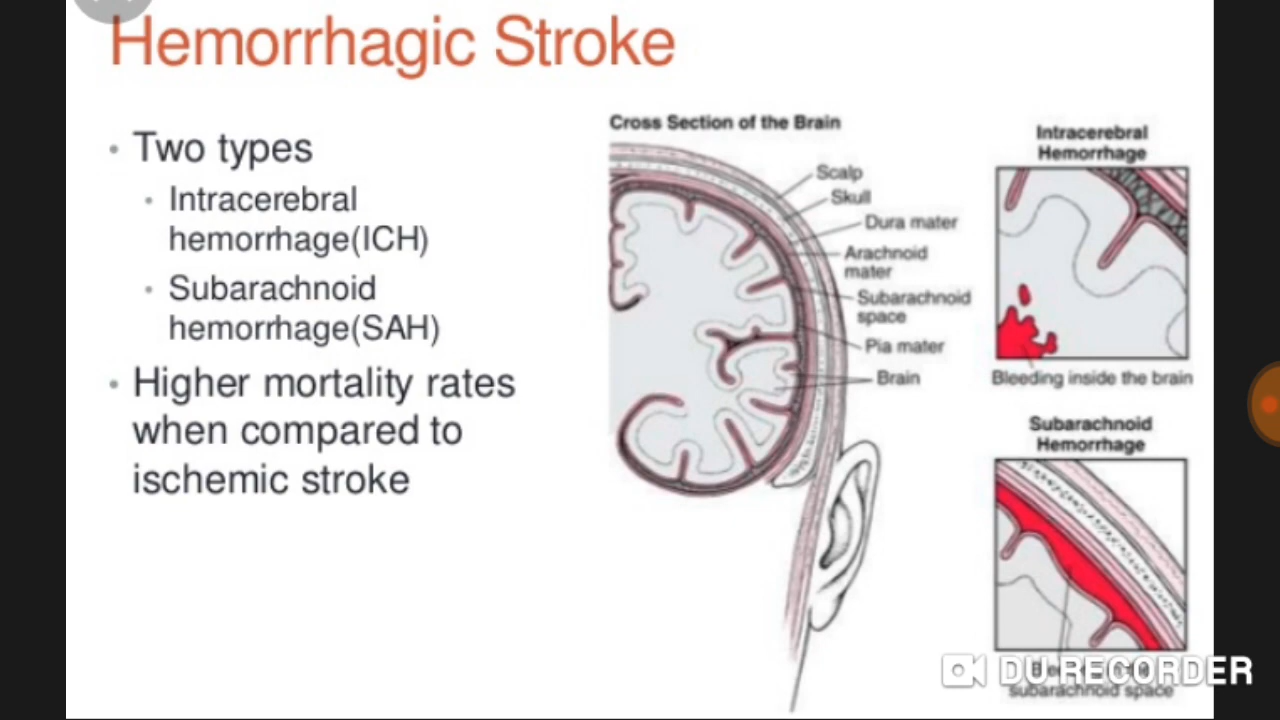 Hemorrhagic Stroke
• Two types
• Intracerebral
hemorrhage(ICH)
• Subarachnoid
hemorrhage(SAH)
• Higher mortality rates
when compared to
ischemic stroke
Cross Section of the Brain
Scalp
Skull
Dura mater
Arachnoid
mater
Subarachnoid
space
Pia mater
Brain
Intracerebral
Hemorrhage
Bleeding inside the brain
Subarachnoid
Hemorrhage
subarachnoid space
DU RECORDER